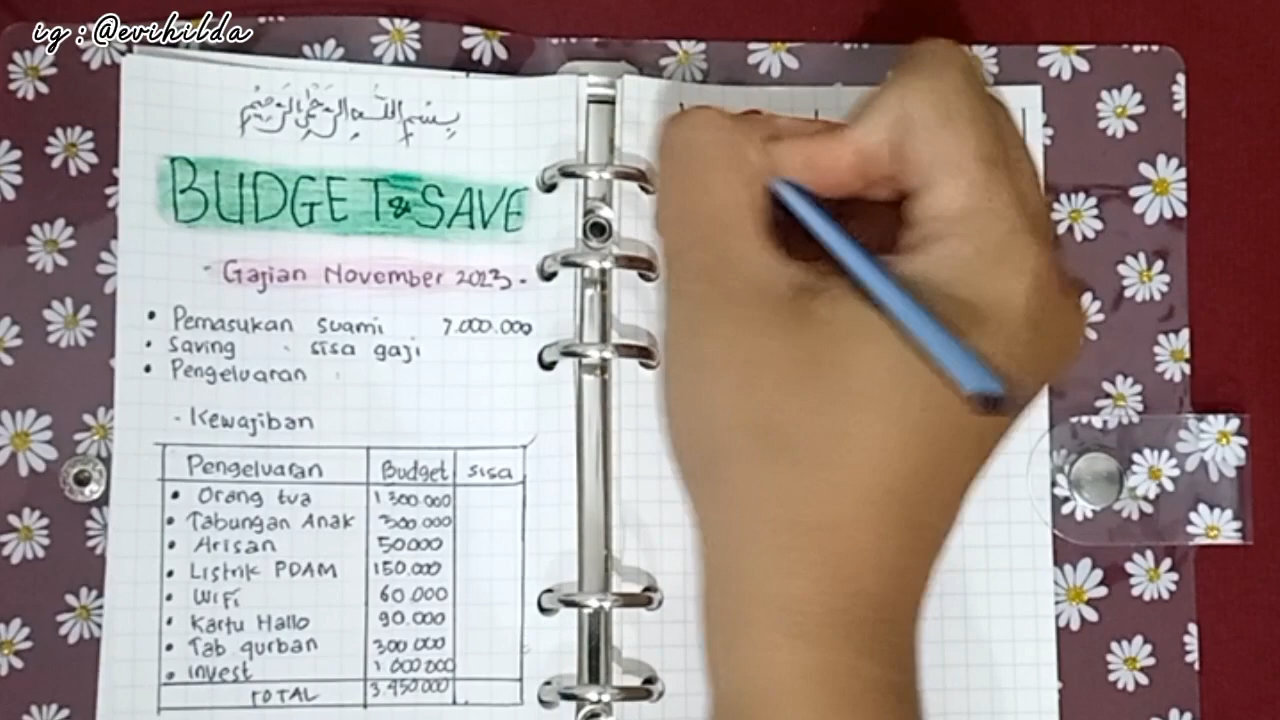 ig : @evihilda
بِسْمِ اللَّهِ الرَّحْمَٰنِ الرَّحِيمِ
BUDGET & SAVE
- Gajian November 2023 -
• Pemasukan suami 7.000.000
• Saving - sisa gaji
• Pengeluaran
- Kewajiban
Pengeluaran Budget sisa
• Orang tua 1 300.000
• Tabungan Anak 300.000
• Arisan 50000
• Listrik PDAM 150.000
• Wifi 60.000
• Kartu Hallo 90.000
• Tab qurban 300 000
• invest 1 000 000
TOTAL 3.450.000